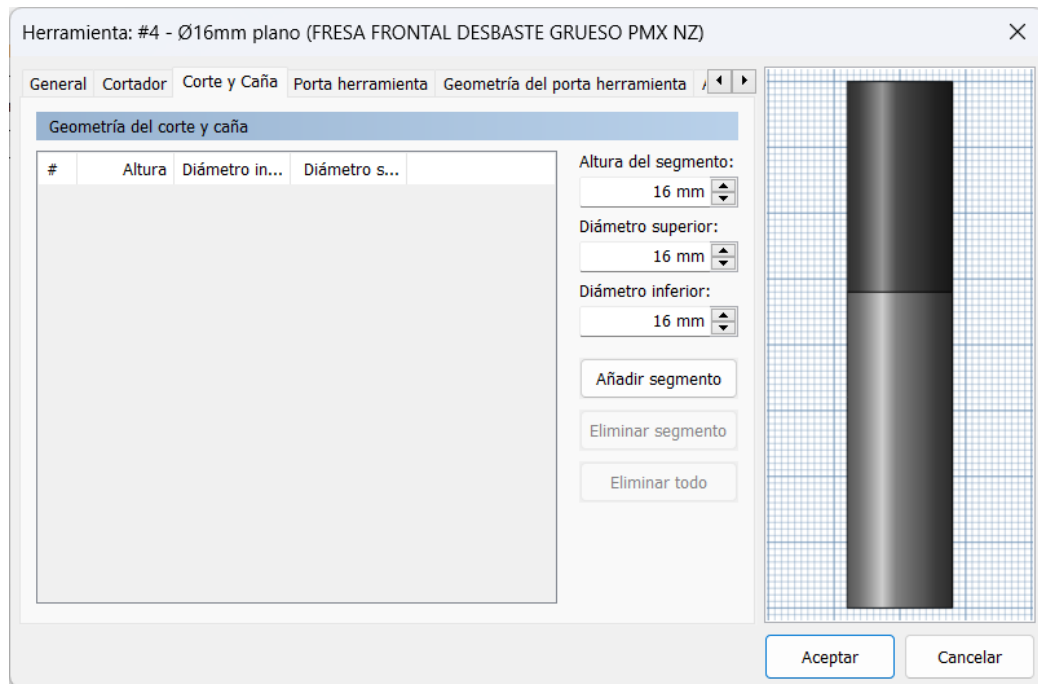 Herramienta: #4 - Ø16mm plano (FRESA FRONTAL DESBASTE GRUESO PMX NZ)
General Cortador Corte y Caña Porta herramienta Geometría del porta herramienta
Geometría del corte y caña
# Altura Diámetro in... Diámetro s...
Altura del segmento:
16 mm
Diámetro superior:
16 mm
Diámetro inferior:
16 mm
Añadir segmento
Eliminar segmento
Eliminar todo
Aceptar Cancelar